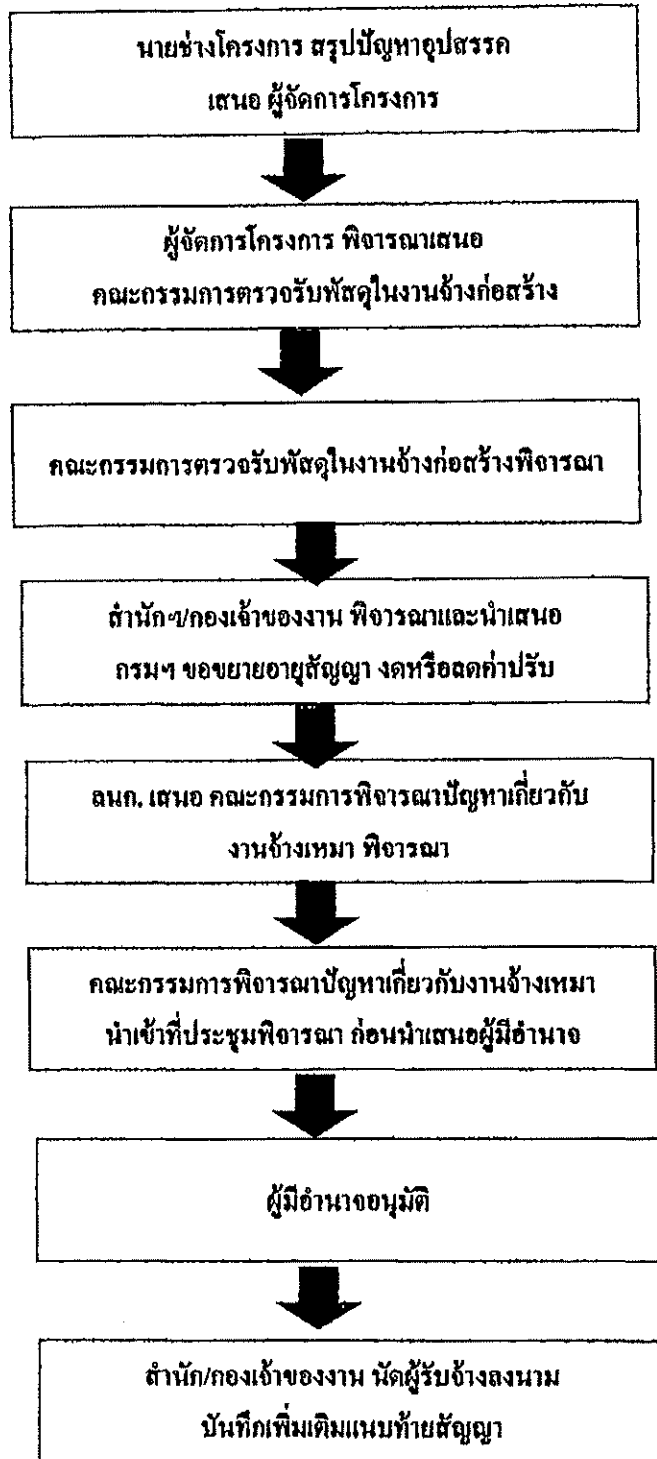 นายช่างโครงการ สรุปปัญหาอุปสรรค
เสนอ ผู้จัดการโครงการ
ผู้จัดการโครงการ พิจารณาเสนอ
คณะกรรมการตรวจรับพัสดุในงานจ้างก่อสร้าง
คณะกรรมการตรวจรับพัสดุในงานจ้างก่อสร้างพิจารณา
สำนักฯ/กองเจ้าของงาน พิจารณาและนำเสนอ
กรมฯ ขอขยายอายุสัญญา งดหรือลดค่าปรับ
ลนก. เสนอ คณะกรรมการพิจารณาปัญหาเกี่ยวกับ
งานจ้างเหมา พิจารณา
คณะกรรมการพิจารณาปัญหาเกี่ยวกับงานจ้างเหมา
นำเข้าที่ประชุมพิจารณา ก่อนนำเสนอผู้มีอำนาจ
ผู้มีอำนาจอนุมัติ
สำนัก/กองเจ้าของงาน นัดผู้รับจ้างลงนาม
บันทึกเพิ่มเติมแนบท้ายสัญญา